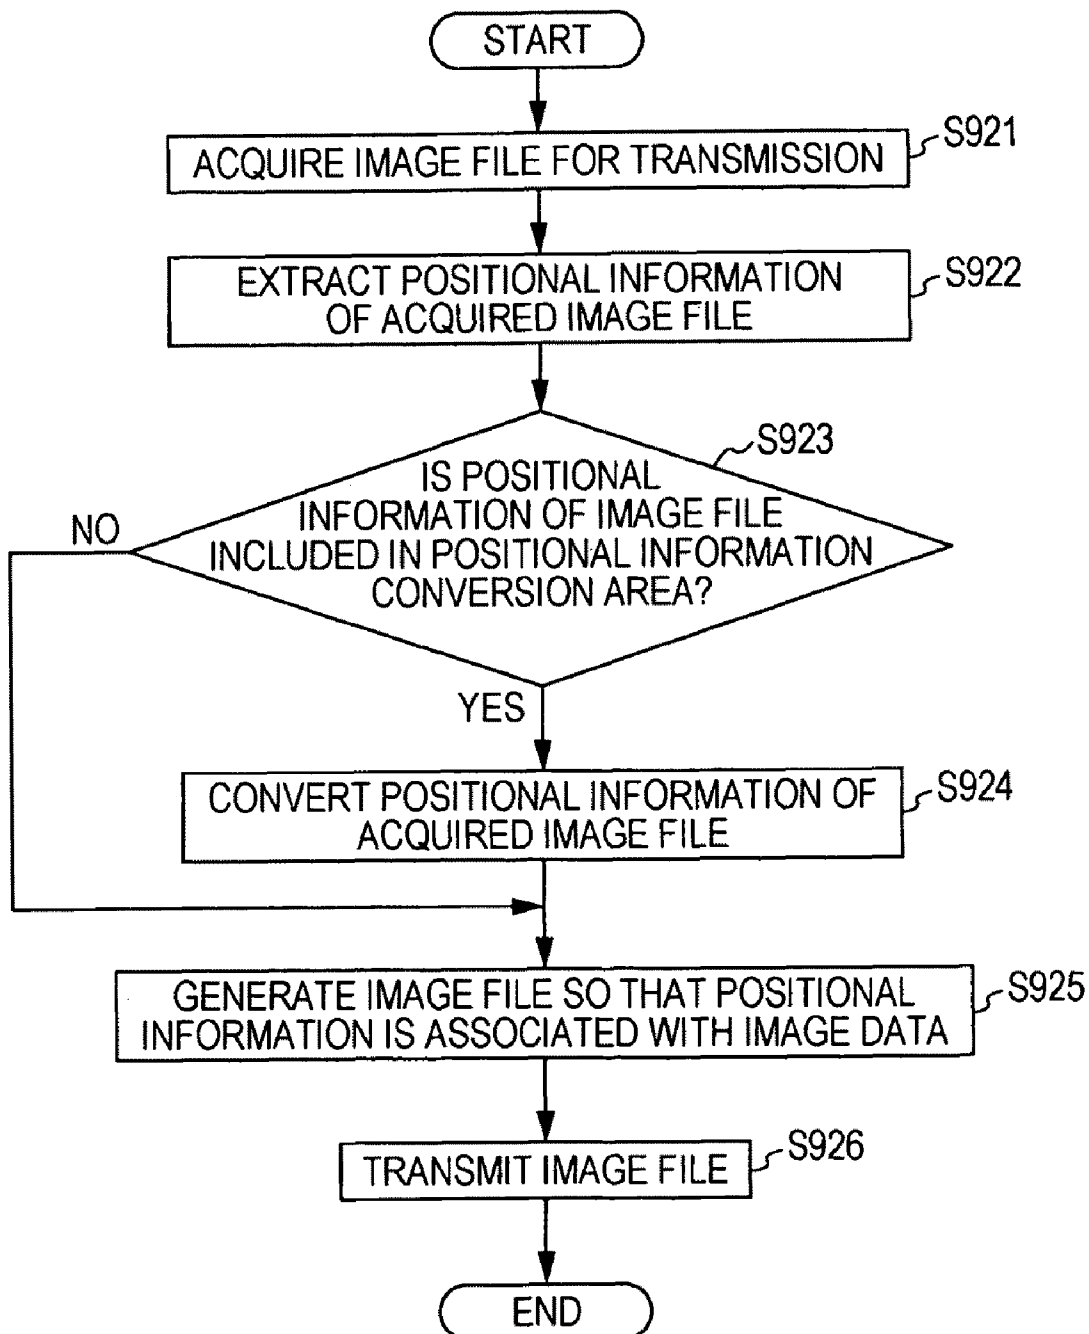 START
ACQUIRE IMAGE FILE FOR TRANSMISSION
S921
EXTRACT POSITIONAL INFORMATION
OF ACQUIRED IMAGE FILE
S922
S923
IS POSITIONAL
INFORMATION OF IMAGE FILE
INCLUDED IN POSITIONAL INFORMATION
CONVERSION AREA?
NO
YES
CONVERT POSITIONAL INFORMATION OF
ACQUIRED IMAGE FILE
S924
GENERATE IMAGE FILE SO THAT POSITIONAL
INFORMATION IS ASSOCIATED WITH IMAGE DATA
S925
TRANSMIT IMAGE FILE
S926
END